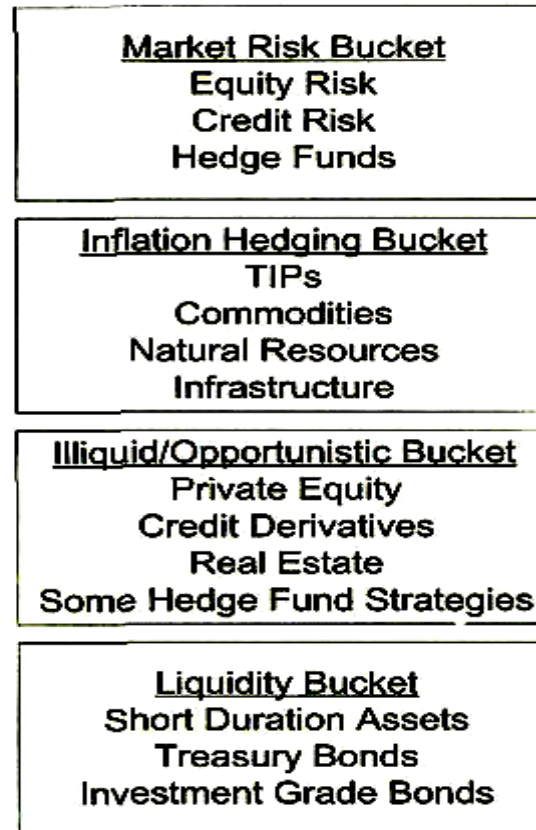 Market Risk Bucket
Equity Risk
Credit Risk
Hedge Funds
Inflation Hedging Bucket
TIPs
Commodities
Natural Resources
Infrastructure
Illiquid/Opportunistic Bucket
Private Equity
Credit Derivatives
Real Estate
Some Hedge Fund Strategies
Liquidity Bucket
Short Duration Assets
Treasury Bonds
Investment Grade Bonds